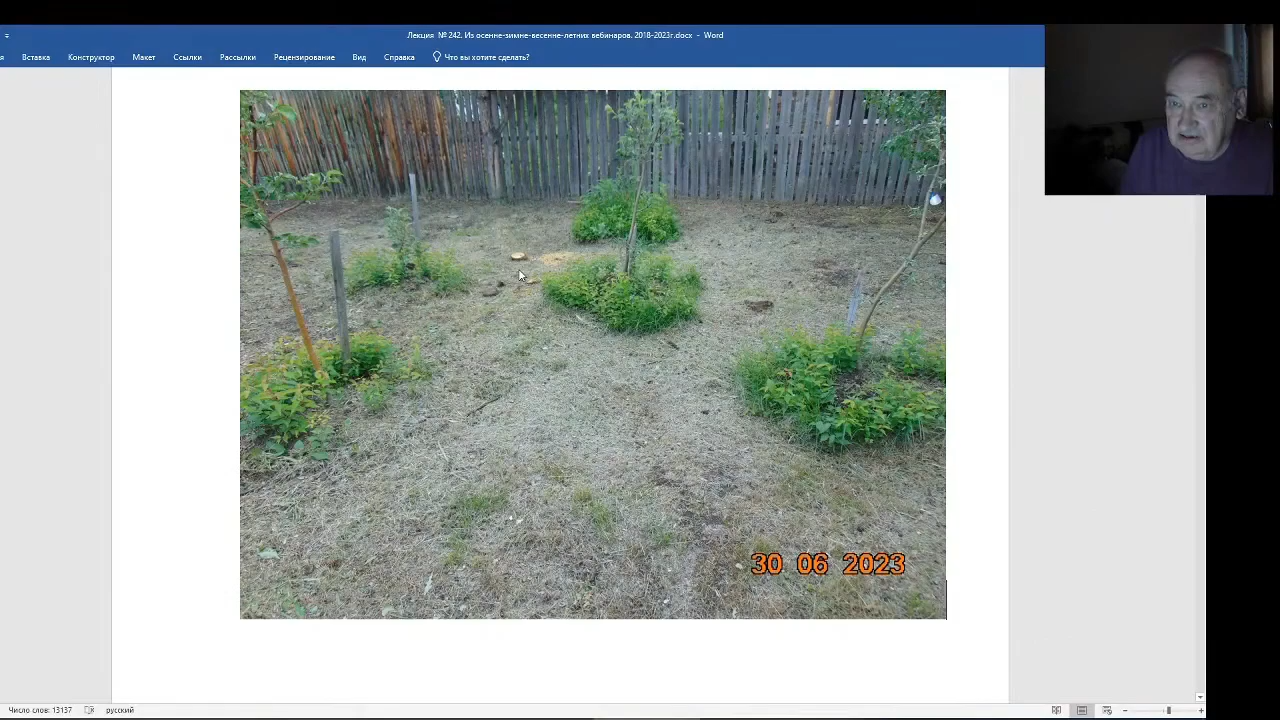 Лекция № 242. Из осенне-зимне-весенне-летних вебинаров. 2018-2023г.docx - Word
я Вставка Конструктор Макет Ссылки Рассылки Рецензирование Вид Справка Что вы хотите сделать?
30 06 2023
Число слов: 13137 русский